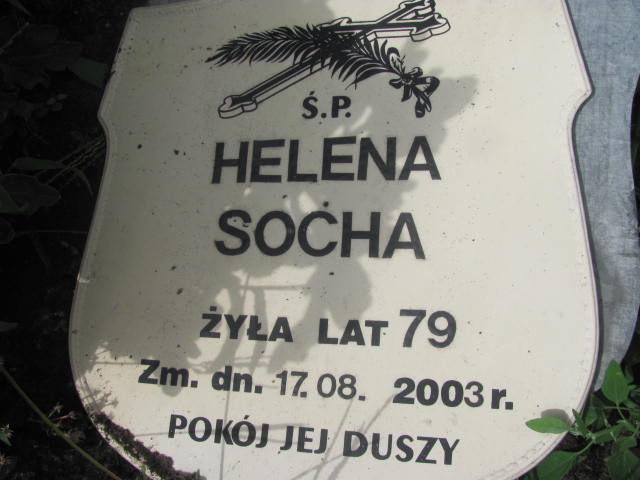 Ś.P.
HELENA
SOCHA
ŻYŁA LAT 79
Zm. dn. 17.08. 2003 r.
POKÓJ JEJ DUSZY